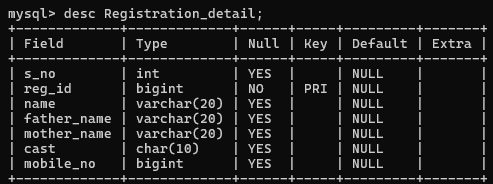 mysql> desc Registration_detail;
+-------------+-------------+------+-----+---------+-------+
| Field       | Type        | Null | Key | Default | Extra |
+-------------+-------------+------+-----+---------+-------+
| s_no        | int         | YES  |     | NULL    |       |
| reg_id      | bigint      | NO   | PRI | NULL    |       |
| name        | varchar(20) | YES  |     | NULL    |       |
| father_name | varchar(20) | YES  |     | NULL    |       |
| mother_name | varchar(20) | YES  |     | NULL    |       |
| cast        | char(10)    | YES  |     | NULL    |       |
| mobile_no   | bigint      | YES  |     | NULL    |       |
+-------------+-------------+------+-----+---------+-------+